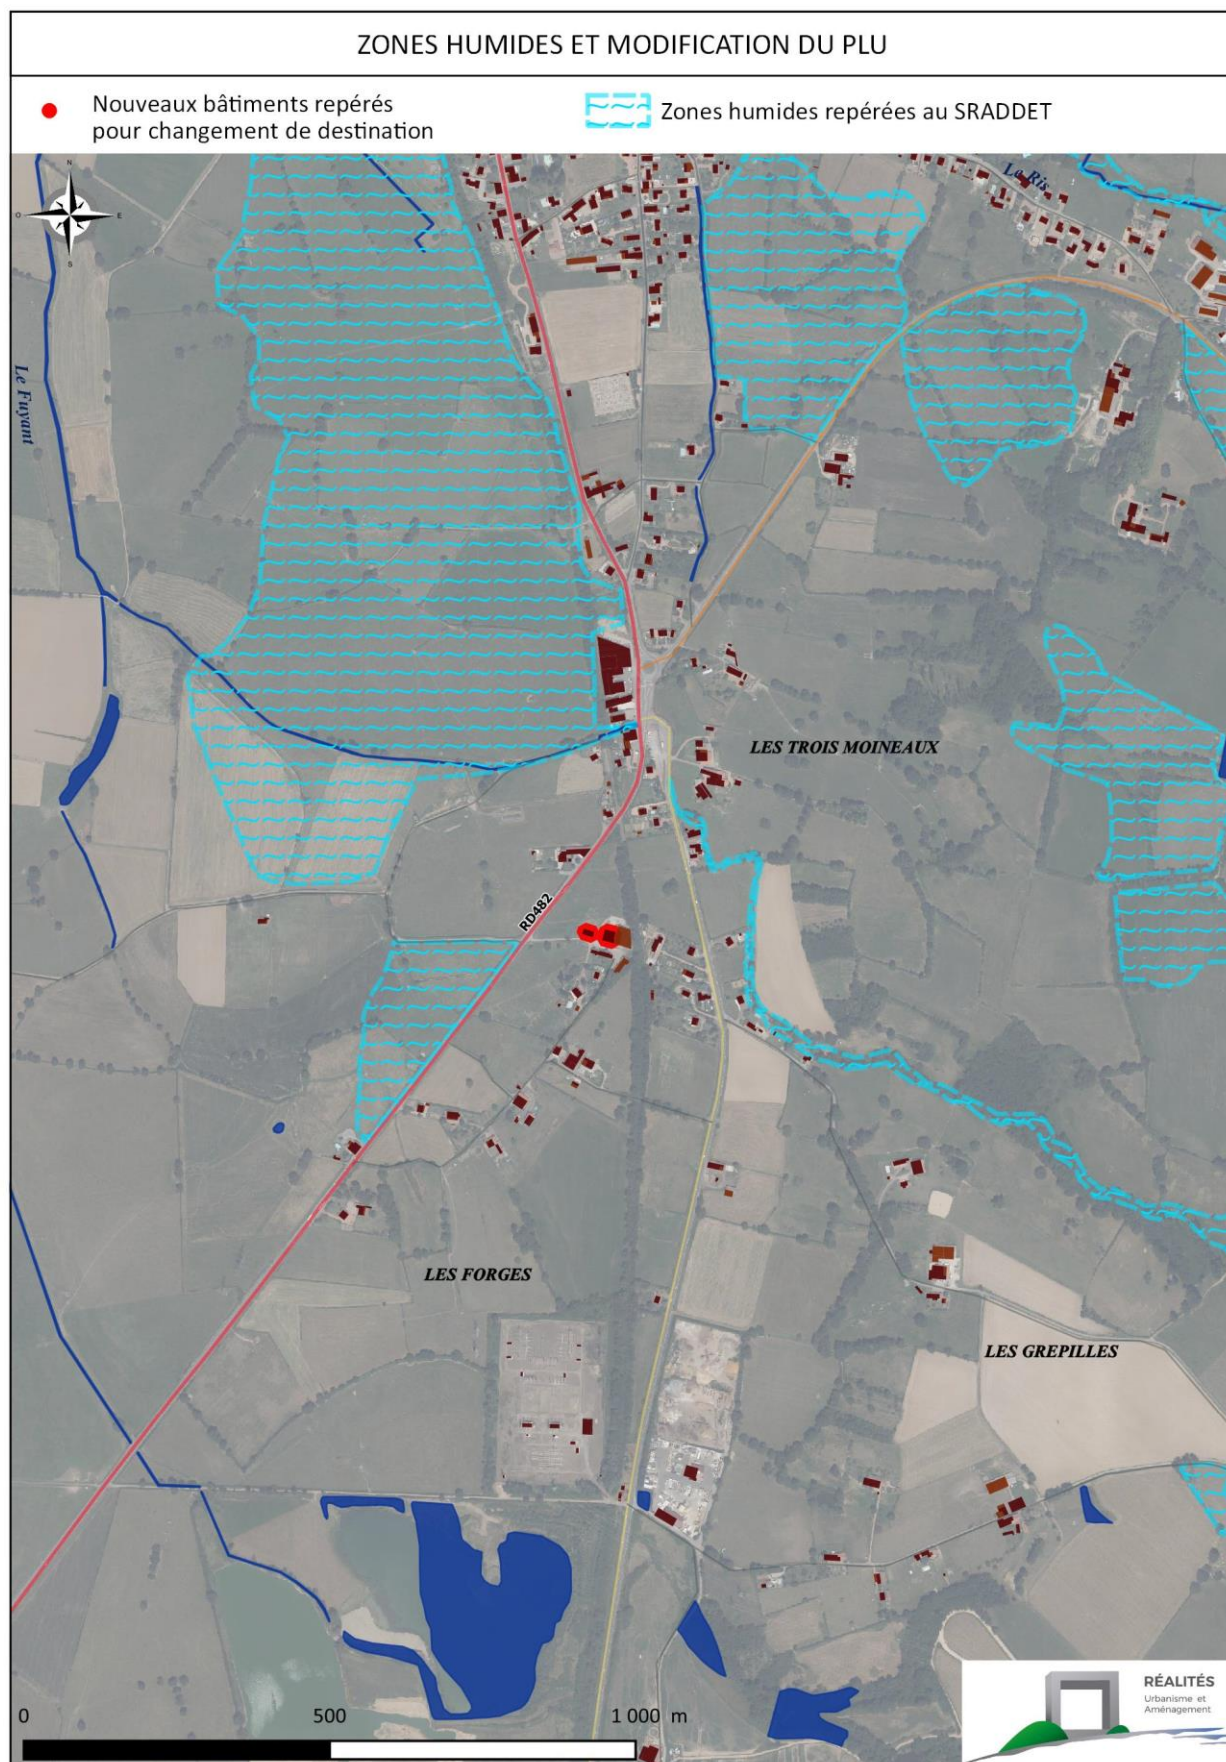 ZONES HUMIDES ET MODIFICATION DU PLU
Nouveaux bâtiments repérés
pour changement de destination
Zones humides repérées au SRADDET
N
O
E
S
Le Ris
Le Fuyant
LES TROIS MOINEAUX
RD482
LES FORGES
LES GREPILLES
0
500
1 000 m
RÉALITÉS
Urbanisme et
Aménagement